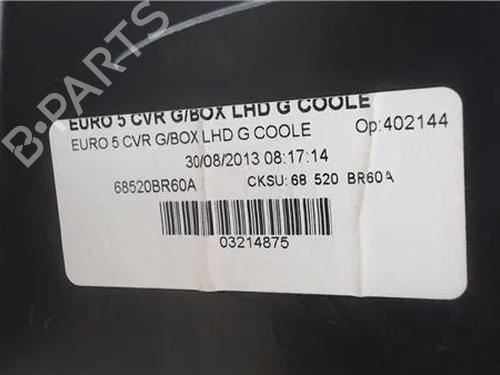 B-PARTS
EURO 5 CVR G/BOX LHD G COOLE
EURO 5 CVR G/BOX LHD G COOLE Op:402144
30/08/2013 08:17:14
68520BR60A CKSU: 68 520 BR60A
03214875